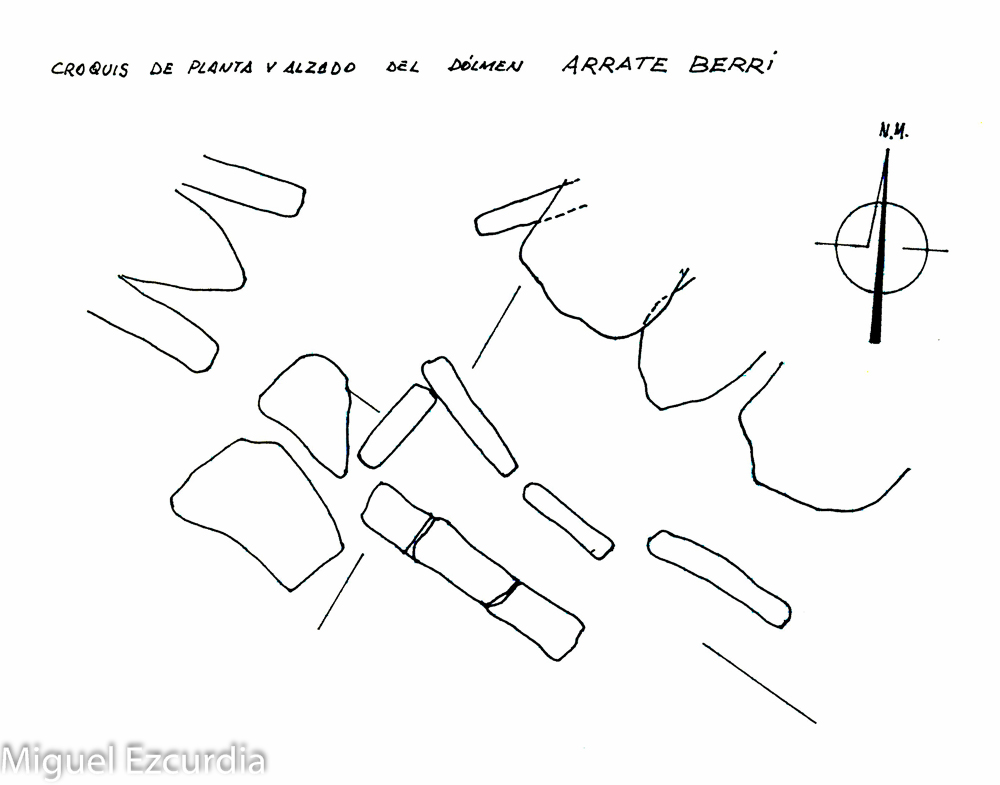 CROQUIS DE PLANTA Y ALZADO DEL DÓLMEN ARRATE BERRi
N.M.
Miguel Ezcurdia